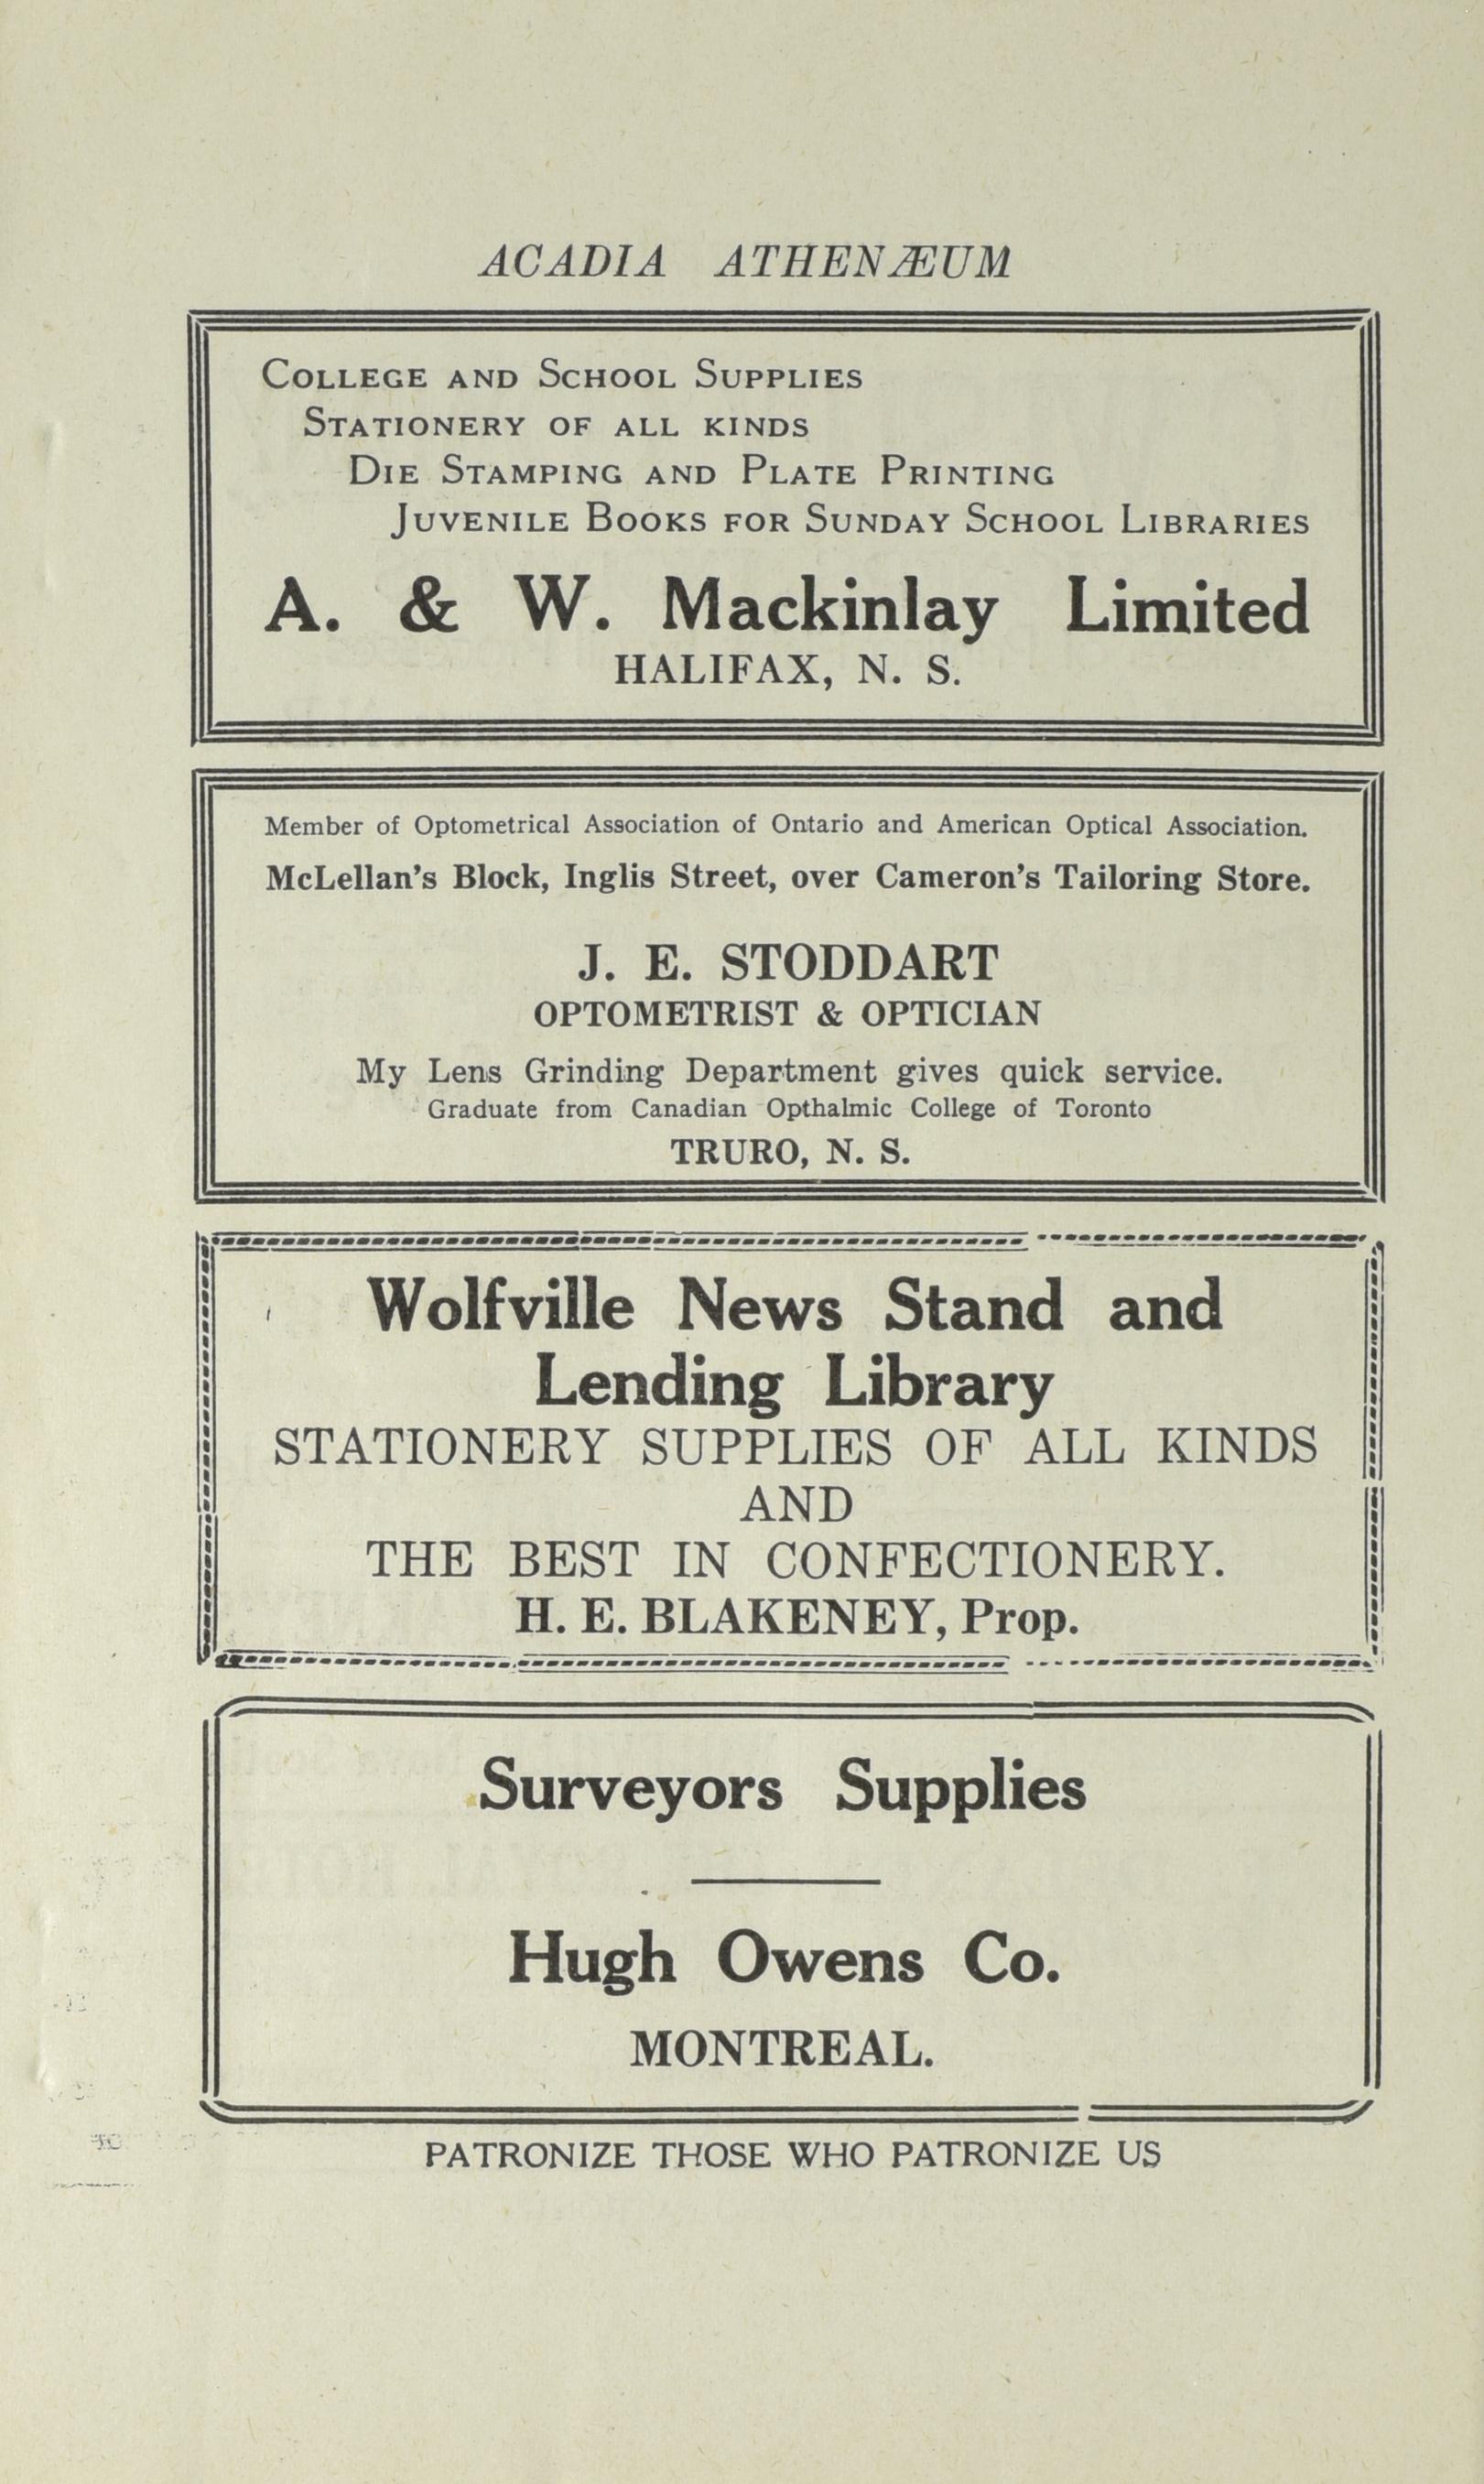 ACADIA ATHENÆUM
COLLEGE AND SCHOOL SUPPLIES
STATIONERY OF ALL KINDS
DIE STAMPING AND PLATE PRINTING
JUVENILE BOOKS FOR SUNDAY SCHOOL LIBRARIES
A. & W. Mackinlay Limited
HALIFAX, N. S.
Member of Optometrical Association of Ontario and American Optical Association.
McLellan's Block, Inglis Street, over Cameron's Tailoring Store.
J. E. STODDART
OPTOMETRIST & OPTICIAN
My Lens Grinding Department gives quick service.
Graduate from Canadian Opthalmic College of Toronto
TRURO, N. S.
Wolfville News Stand and
Lending Library
STATIONERY SUPPLIES OF ALL KINDS
AND
THE BEST IN CONFECTIONERY.
H. E. BLAKENEY, Prop.
Surveyors Supplies
Hugh Owens Co.
MONTREAL.
PATRONIZE THOSE WHO PATRONIZE US